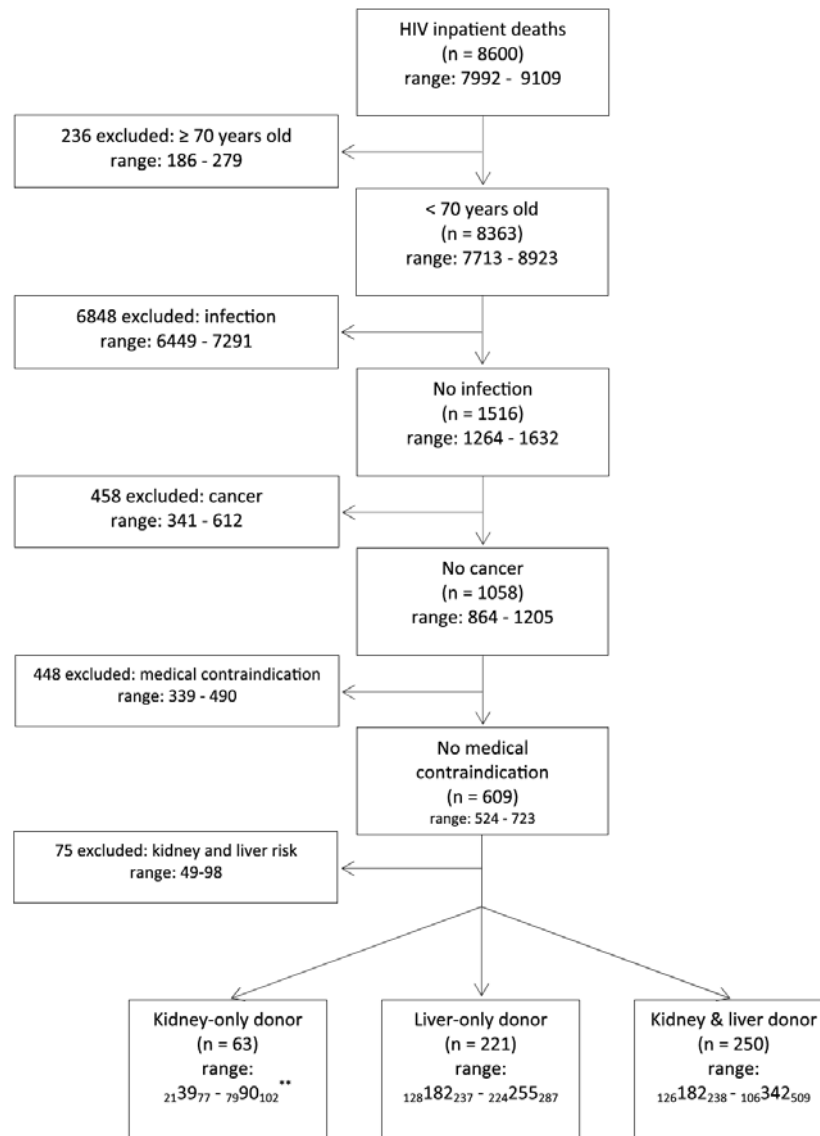 HIV inpatient deaths
(n = 8600)
range: 7992 - 9109
236 excluded: ≥ 70 years old
range: 186 - 279
< 70 years old
(n = 8363)
range: 7713 - 8923
6848 excluded: infection
range: 6449 - 7291
No infection
(n = 1516)
range: 1264 - 1632
458 excluded: cancer
range: 341 - 612
No cancer
(n = 1058)
range: 864 - 1205
448 excluded: medical contraindication
range: 339 - 490
No medical
contraindication
(n = 609)
range: 524 - 723
75 excluded: kidney and liver risk
range: 49-98
Kidney-only donor
(n = 63)
range:
₂₁39₇₇ - ₇₉90₁₀₂**
Liver-only donor
(n = 221)
range:
₁₂₈182₂₃₇ - ₂₂₄255₂₈₇
Kidney & liver donor
(n = 250)
range:
₁₂₆182₂₃₈ - ₁₀₆342₅₀₉